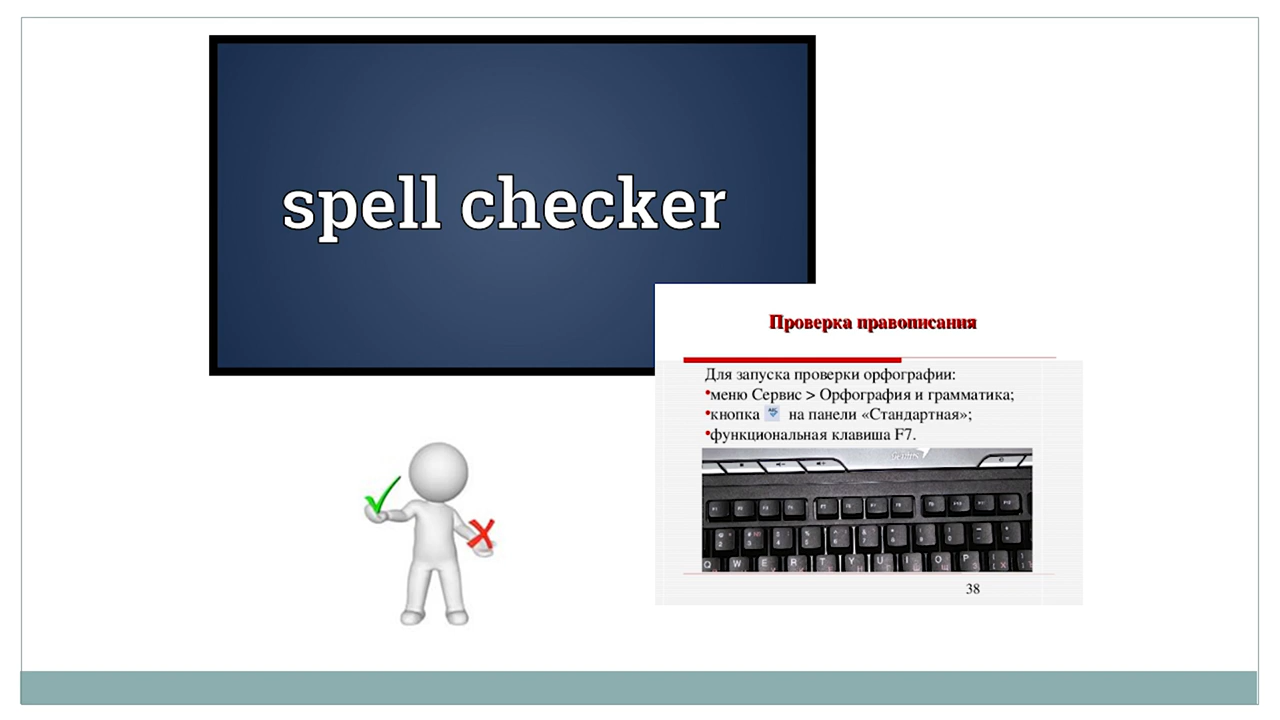 spell checker
Проверка правописания
Для запуска проверки орфографии:
•меню Сервис > Орфография и грамматика;
•кнопка на панели «Стандартная»;
•функциональная клавиша F7.
Q W E R T Y U I O P
38